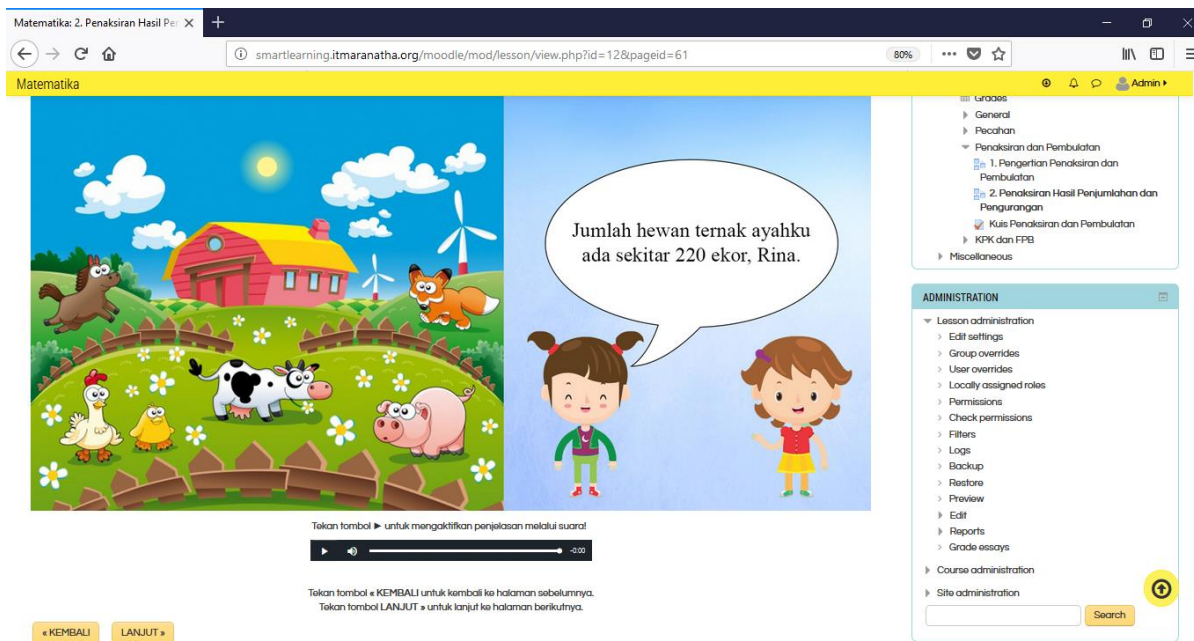 Matematika: 2. Penaksiran Hasil Per
smartlearning.itmaranatha.org/moodle/mod/lesson/view.php?id=12&pageid=61
80%
Matematika
Admin
Jumlah hewan ternak ayahku
ada sekitar 220 ekor, Rina.
Tekan tombol ► untuk mengaktifkan penjelasan melalui suara!
-0:00
Tekan tombol « KEMBALI untuk kembali ke halaman sebelumnya.
Tekan tombol LANJUT » untuk lanjut ke halaman berikutnya.
« KEMBALI
LANJUT »
Grades
General
Pecahan
Penaksiran dan Pembulatan
1. Pengertian Penaksiran dan
Pembulatan
2. Penaksiran Hasil Penjumlahan dan
Pengurangan
Kuis Penaksiran dan Pembulatan
KPK dan FPB
Miscellaneous
ADMINISTRATION
Lesson administration
Edit settings
Group overrides
User overrides
Locally assigned roles
Permissions
Check permissions
Filters
Logs
Backup
Restore
Preview
Edit
Reports
Grade essays
Course administration
Site administration
Search